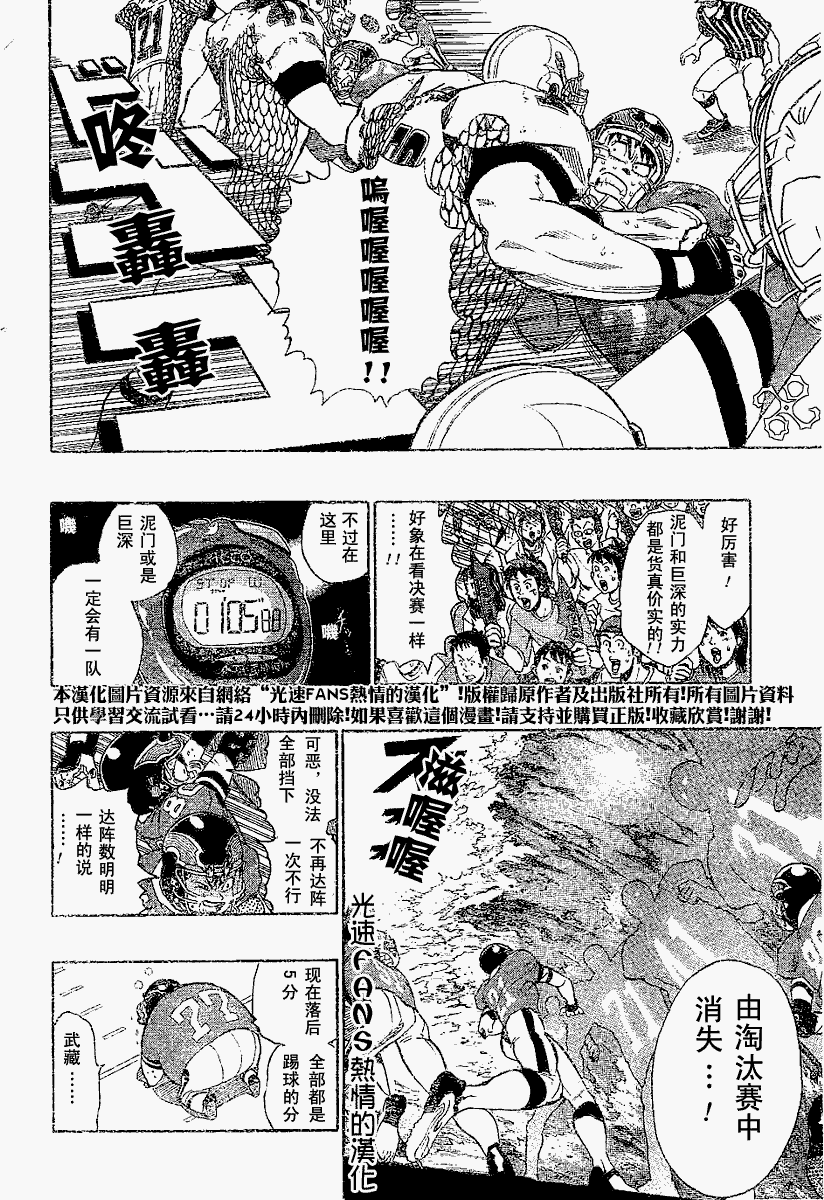 21
咚
轟
轟
嗚喔喔喔喔喔!!
好厉害!
泥门和巨深的实力
都是货真价实的!!
好象在看决赛一样
……!!
不过在
这里
泥门或是
巨深
一定会有一队
嘰
嘰
STOP
0105
本漢化圖片資源來自網絡“光速FANS熱情的漢化”!版權歸原作者及出版社所有!所有圖片資料
只供學習交流試看…請24小時內刪除!如果喜歡這個漫畫!請支持並購買正版!收藏欣賞!謝謝!
滋喔喔
21
41
由淘汰赛中
消失…!
光速FANS熱情的漢化
可恶,没法
全部挡下
不再达阵
一次不行
达阵数明明
一样的说
……!
现在落后
5分
全部都是
踢球的分
77
武藏
……